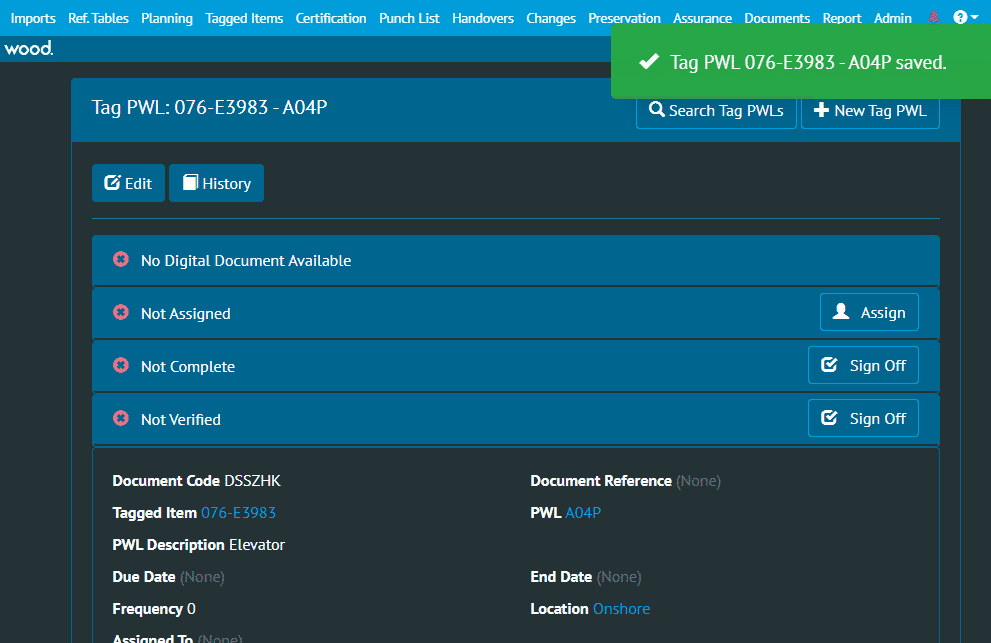 Imports Ref. Tables Planning Tagged Items Certification Punch List Handovers Changes Preservation Assurance Documents Report Admin
wood.
Tag PWL 076-E3983 - A04P saved.
Tag PWL: 076-E3983 - A04P
Search Tag PWLs New Tag PWL
Edit History
No Digital Document Available
Not Assigned Assign
Not Complete Sign Off
Not Verified Sign Off
Document Code DSSZHK Document Reference (None)
Tagged Item 076-E3983 PWL A04P
PWL Description Elevator
Due Date (None) End Date (None)
Frequency 0 Location Onshore
Assigned To (None)